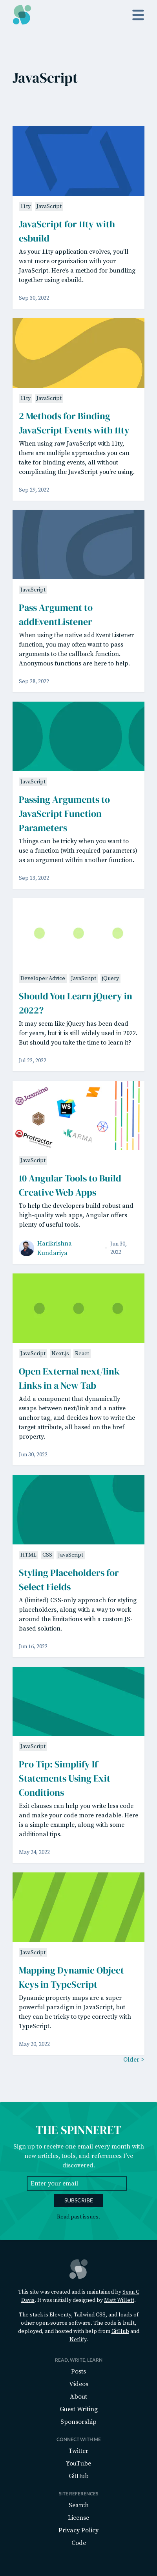 JavaScript
11ty JavaScript
JavaScript for 11ty with
esbuild
As your 11ty application evolves, you'll
want more organization with your
JavaScript. Here's a method for bundling
together using esbuild.
Sep 30, 2022
11ty JavaScript
2 Methods for Binding
JavaScript Events with 11ty
When using raw JavaScript with 11ty,
there are multiple approaches you can
take for binding events, all without
complicating the JavaScript you're using.
Sep 29, 2022
JavaScript
Pass Argument to
addEventListener
When using the native addEventListener
function, you may often want to pass
arguments to the callback function.
Anonymous functions are here to help.
Sep 28, 2022
JavaScript
Passing Arguments to
JavaScript Function
Parameters
Things can be tricky when you want to
use a function (with required parameters)
as an argument within another function.
Sep 13, 2022
Developer Advice JavaScript jQuery
Should You Learn jQuery in
2022?
It may seem like jQuery has been dead
for years, but it is still widely used in 2022.
But should you take the time to learn it?
Jul 22, 2022
Jasmine
WS
Protractor
KARMA
JavaScript
10 Angular Tools to Build
Creative Web Apps
To help the developers build robust and
high-quality web apps, Angular offers
plenty of useful tools.
Harikrishna
Kundariya
Jun 30,
2022
JavaScript Next.js React
Open External next/link
Links in a New Tab
Add a component that dynamically
swaps between next/link and a native
anchor tag, and decides how to write the
target attribute, all based on the href
property.
Jun 30, 2022
HTML CSS JavaScript
Styling Placeholders for
Select Fields
A (limited) CSS-only approach for styling
placeholders, along with a way to work
around the limitations with a custom JS-
based solution.
Jun 16, 2022
JavaScript
Pro Tip: Simplify If
Statements Using Exit
Conditions
Exit clauses can help you write less code
and make your code more readable. Here
is a simple example, along with some
additional tips.
May 24, 2022
JavaScript
Mapping Dynamic Object
Keys in TypeScript
Dynamic property maps are a super
powerful paradigm in JavaScript, but
they can be tricky to type correctly with
TypeScript.
May 20, 2022
Older >
THE SPINNERET
Sign up to receive one email every month with
new articles, tools, and references I've
discovered.
Enter your email
SUBSCRIBE
Read past issues.
This site was created and is maintained by Sean C
Davis. It was lovingly designed by Matt Willett.
The stack is Eleventy, Tailwind CSS, and loads of
other open-source software. The code is built,
deployed, and hosted with help from GitHub and
Netlify.
READ, WRITE, LEARN
Posts
Videos
About
Guest Writing
Sponsorship
CONNECT WITH ME
Twitter
YouTube
GitHub
SITE REFERENCES
Search
License
Privacy Policy
Code